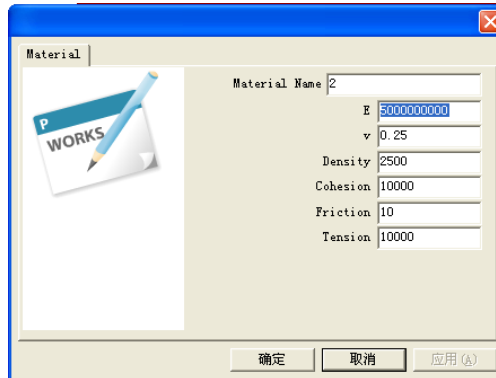 Material
P
WORKS
Material Name 2
E 5000000000
v 0.25
Density 2500
Cohesion 10000
Friction 10
Tension 10000
确定 取消 应用(A)